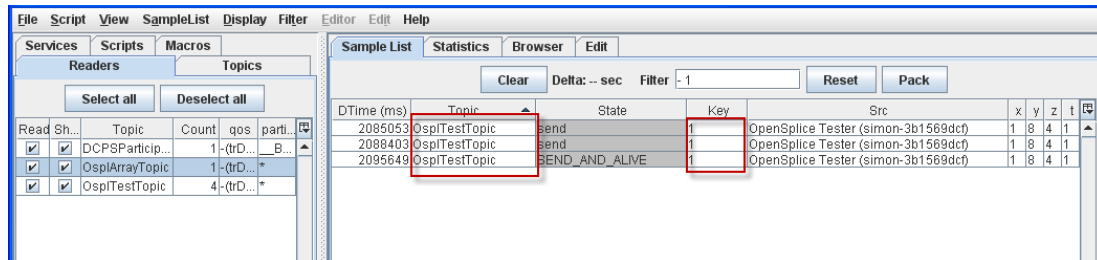 File Script View SampleList Display Filter Editor Edit Help
Services Scripts Macros
Readers Topics
Select all Deselect all
Read Sh... Topic Count qos parti...
DCPSParticip... 1 -(trD... __B...
OsplArrayTopic 1 -(trD... *
OsplTestTopic 4 -(trD... *
Sample List Statistics Browser Edit
Clear Delta: -- sec Filter - 1 Reset Pack
DTime (ms) Topic State Key Src x y z t
2085053 OsplTestTopic send 1 OpenSplice Tester (simon-3b1569dcf) 1 8 4 1
2088403 OsplTestTopic send 1 OpenSplice Tester (simon-3b1569dcf) 1 8 4 1
2095649 OsplTestTopic SEND_AND_ALIVE 1 OpenSplice Tester (simon-3b1569dcf) 1 8 4 1